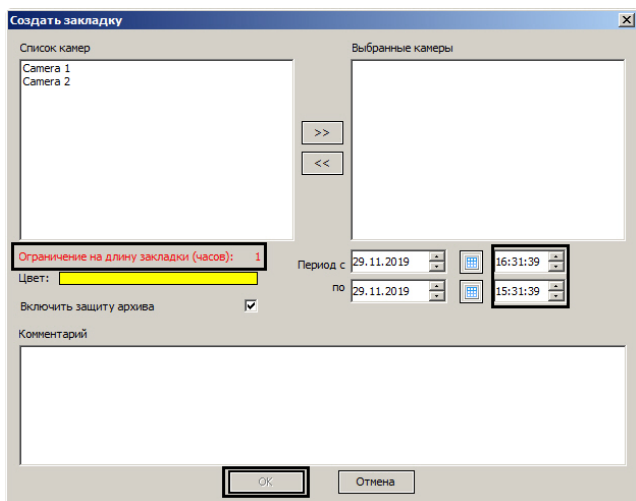 Создать закладку
Список камер
Выбранные камеры
Camera 1
Camera 2
>>
<<
Ограничение на длину закладки (часов): 1
Цвет:
Период с 29.11.2019 16:31:39
по 29.11.2019 15:31:39
Включить защиту архива
Комментарий
OK
Отмена